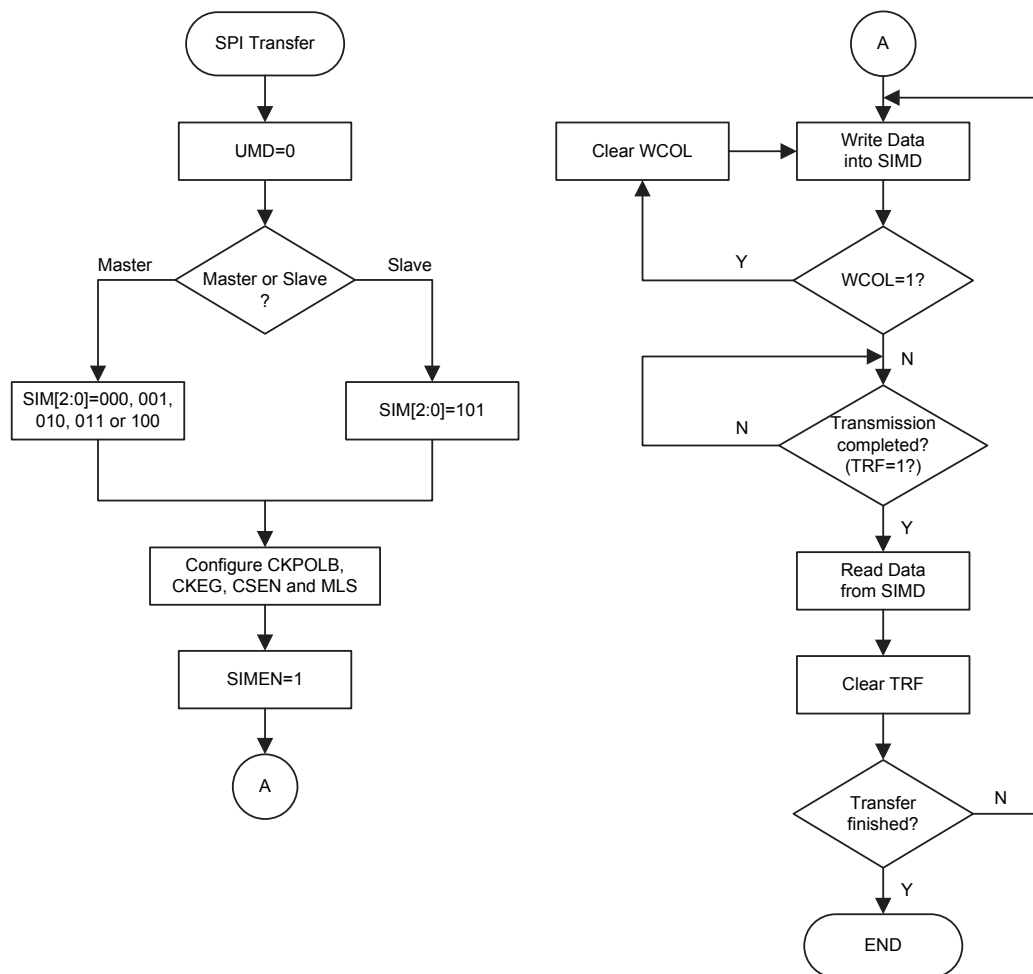 SPI Transfer
UMD=0
Master
Master or Slave
?
Slave
SIM[2:0]=000, 001,
010, 011 or 100
SIM[2:0]=101
Configure CKPOLB,
CKEG, CSEN and MLS
SIMEN=1
A
A
Clear WCOL
Write Data
into SIMD
Y
WCOL=1?
N
N
Transmission
completed?
(TRF=1?)
Y
Read Data
from SIMD
Clear TRF
Transfer
finished?
N
Y
END